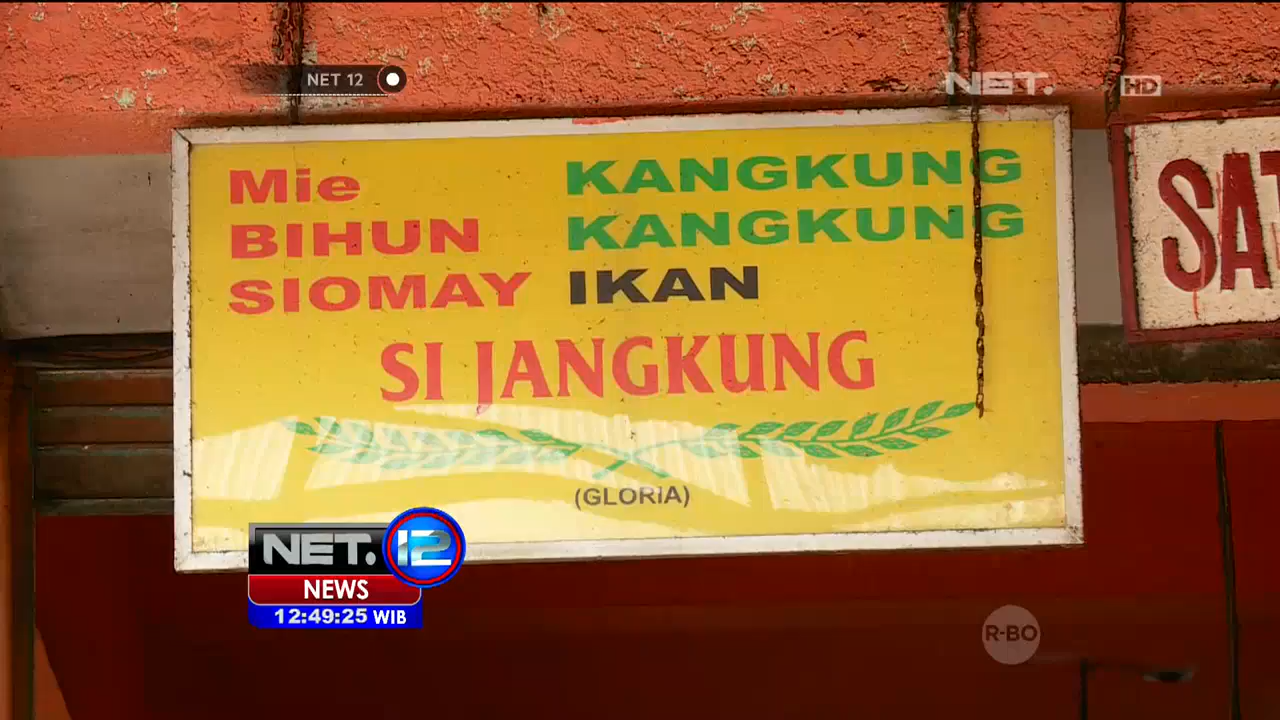 NET 12
NET. HD
Mie KANGKUNG
BIHUN KANGKUNG
SIOMAY IKAN
SI JANGKUNG
(GLORIA)
NET. 12
NEWS
12:49:25 WIB
R-BO